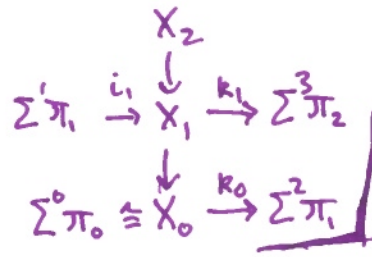 X₂
Σ¹π₁ →^{i₁} X₁ →^{k₁} Σ³π₂
Σ⁰π₀ ≅ X₀ →^{k₀} Σ²π₁